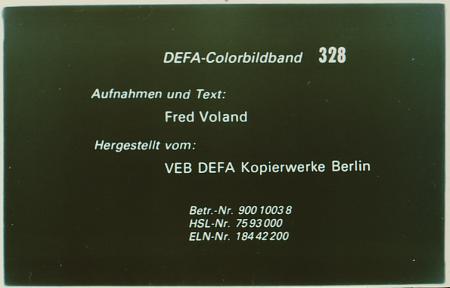 DEFA-Colorbildband 328
Aufnahmen und Text:
Fred Voland
Hergestellt vom:
VEB DEFA Kopierwerke Berlin
Betr.-Nr. 900 1003 8
HSL-Nr. 75 93 000
ELN-Nr. 184 42 200